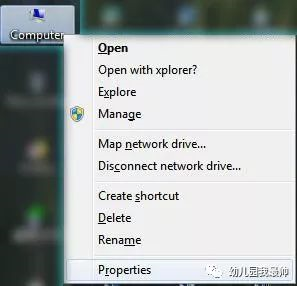 Computer
Open
Open with xplorer?
Explore
Manage
Map network drive...
Disconnect network drive...
Create shortcut
Delete
Rename
Properties
幼儿园我最帅